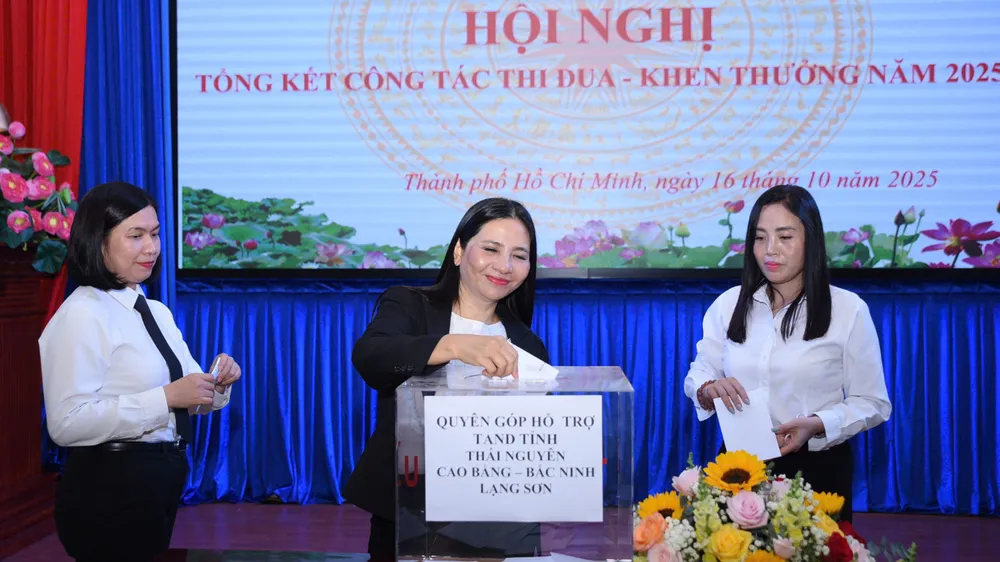 HỘI NGHỊ
TỔNG KẾT CÔNG TÁC THI ĐUA - KHEN THƯỞNG NĂM 2025
Thành phố Hồ Chí Minh, ngày 16 tháng 10 năm 2025
QUYÊN GÓP HỖ TRỢ
TAND TỈNH
THÁI NGUYÊN
CAO BẰNG – BẮC NINH
LẠNG SƠN